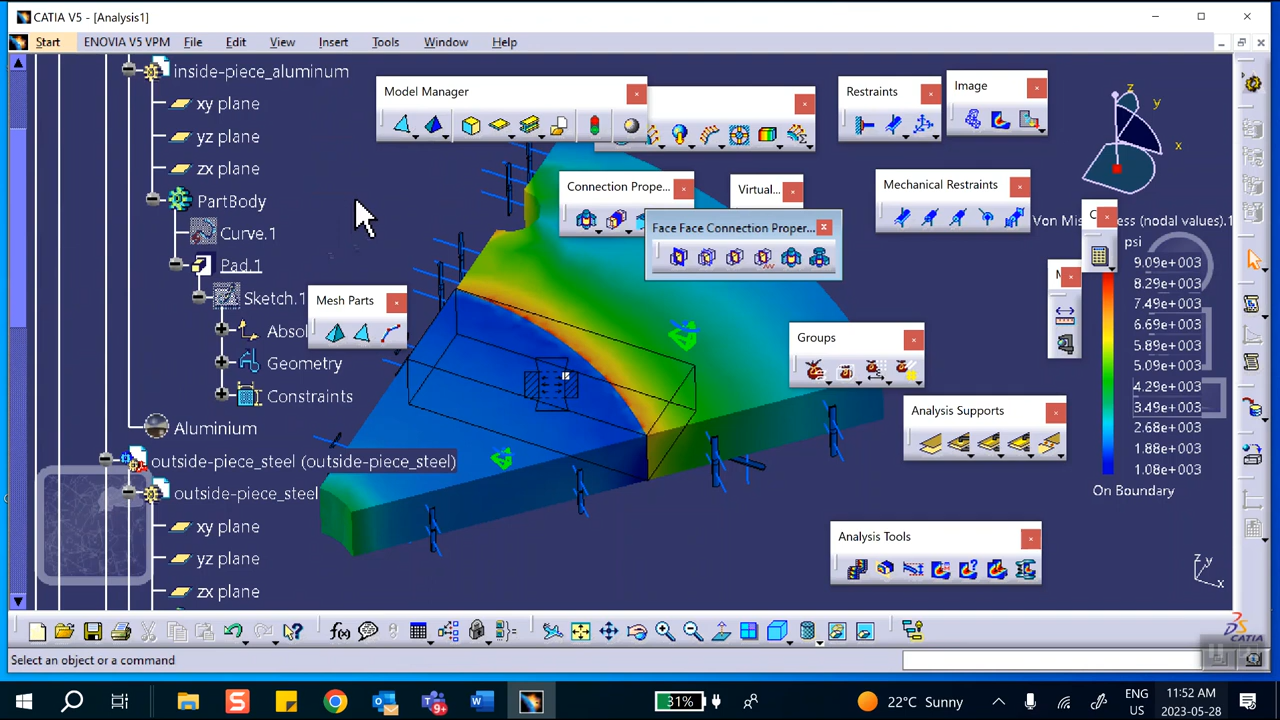 CATIA V5 - [Analysis1]
Start ENOVIA V5 VPM File Edit View Insert Tools Window Help
inside-piece_aluminum
xy plane
yz plane
zx plane
PartBody
Curve.1
Pad.1
Sketch.1
Absol
Geometry
Constraints
Aluminium
outside-piece_steel (outside-piece_steel)
outside-piece_steel
xy plane
yz plane
zx plane
Model Manager
Restraints
Image
Connection Prope...
Virtual...
Mechanical Restraints
Face Face Connection Proper...
Mesh Parts
Groups
Analysis Supports
Analysis Tools
z
y
x
Von Mis
ess (nodal values).1
psi
9.09e+003
8.29e+003
7.49e+003
6.69e+003
5.89e+003
5.09e+003
4.29e+003
3.49e+003
2.68e+003
1.88e+003
1.08e+003
On Boundary
z y
x
f(x)
DS
CATIA
Select an object or a command
31%
22°C Sunny
ENG
US
11:52 AM
2023-05-28